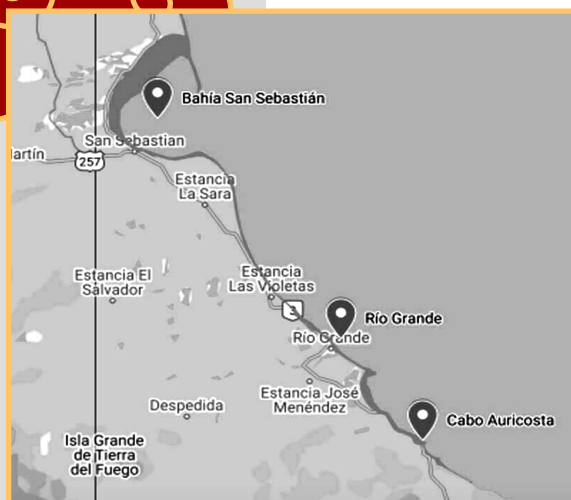 Bahía San Sebastián
San Sebastian
artín
257
Estancia
La Sara
Estancia El
Salvador
Estancia
Las Violetas
3
Río Grande
Río Grande
Estancia José
Menéndez
Despedida
Cabo Auricosta
Isla Grande
de Tierra
del Fuego